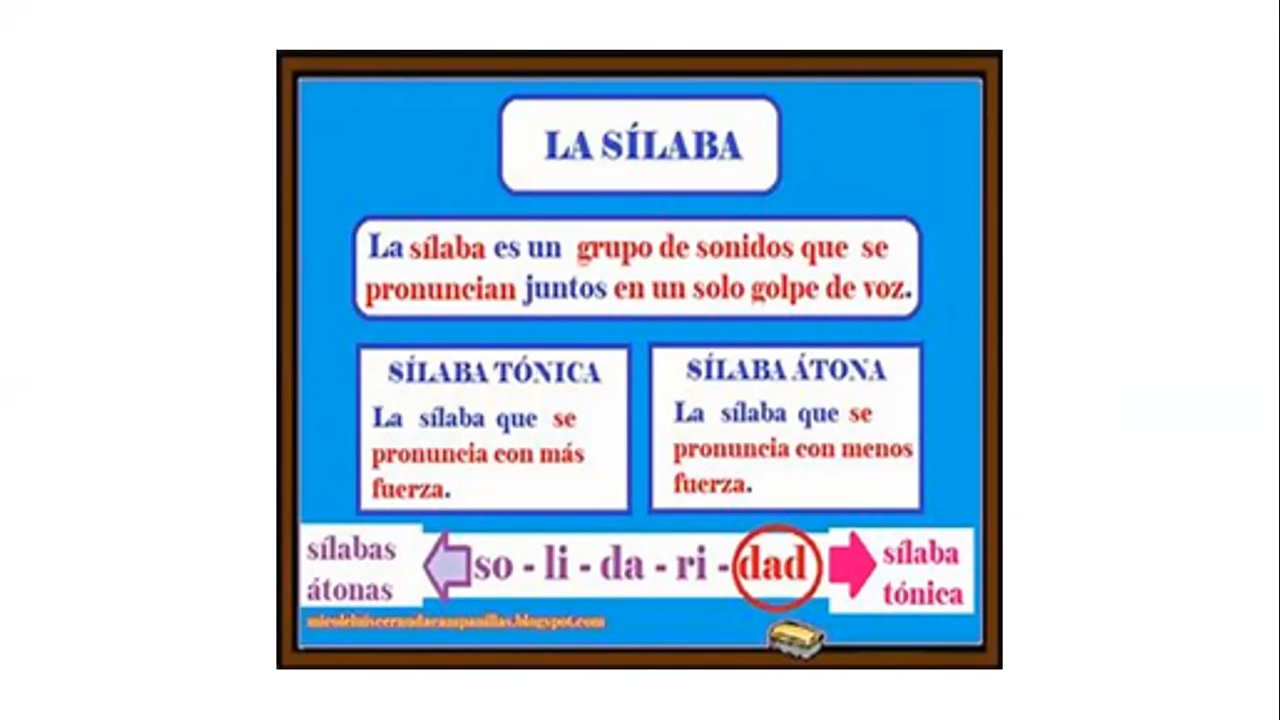 LA SÍLABA
La sílaba es un grupo de sonidos que se
pronuncian juntos en un solo golpe de voz.
SÍLABA TÓNICA
La sílaba que se
pronuncia con más
fuerza.
SÍLABA ÁTONA
La sílaba que se
pronuncia con menos
fuerza.
sílabas
átonas
so - li - da - ri - dad
sílaba
tónica